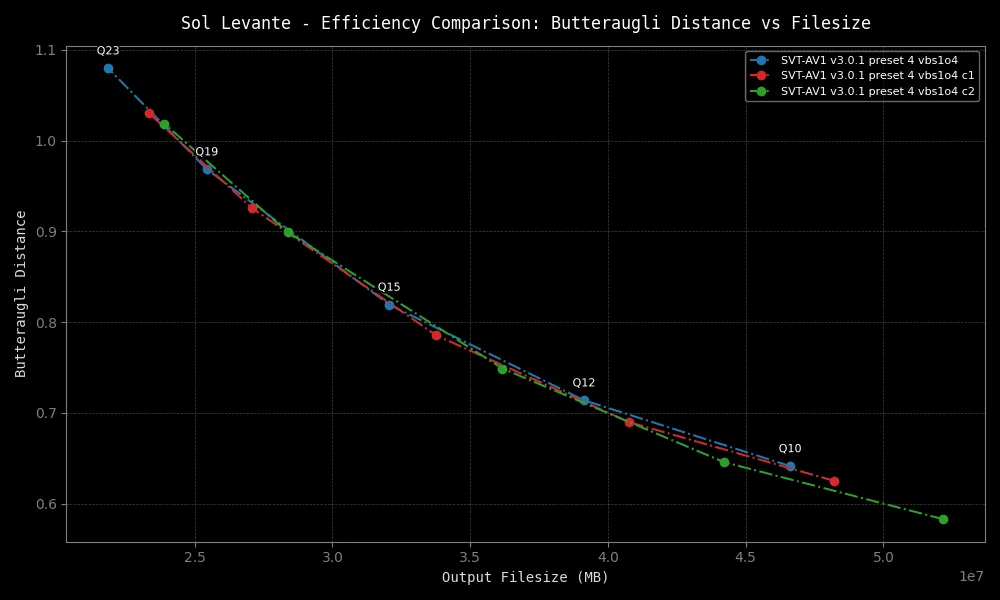 Sol Levante - Efficiency Comparison: Butteraugli Distance vs Filesize
SVT-AV1 v3.0.1 preset 4 vbs1o4
SVT-AV1 v3.0.1 preset 4 vbs1o4 c1
SVT-AV1 v3.0.1 preset 4 vbs1o4 c2
Q23
Q19
Q15
Q12
Q10
Butteraugli Distance
1.1
1.0
0.9
0.8
0.7
0.6
2.5
3.0
3.5
4.0
4.5
5.0
1e7
Output Filesize (MB)